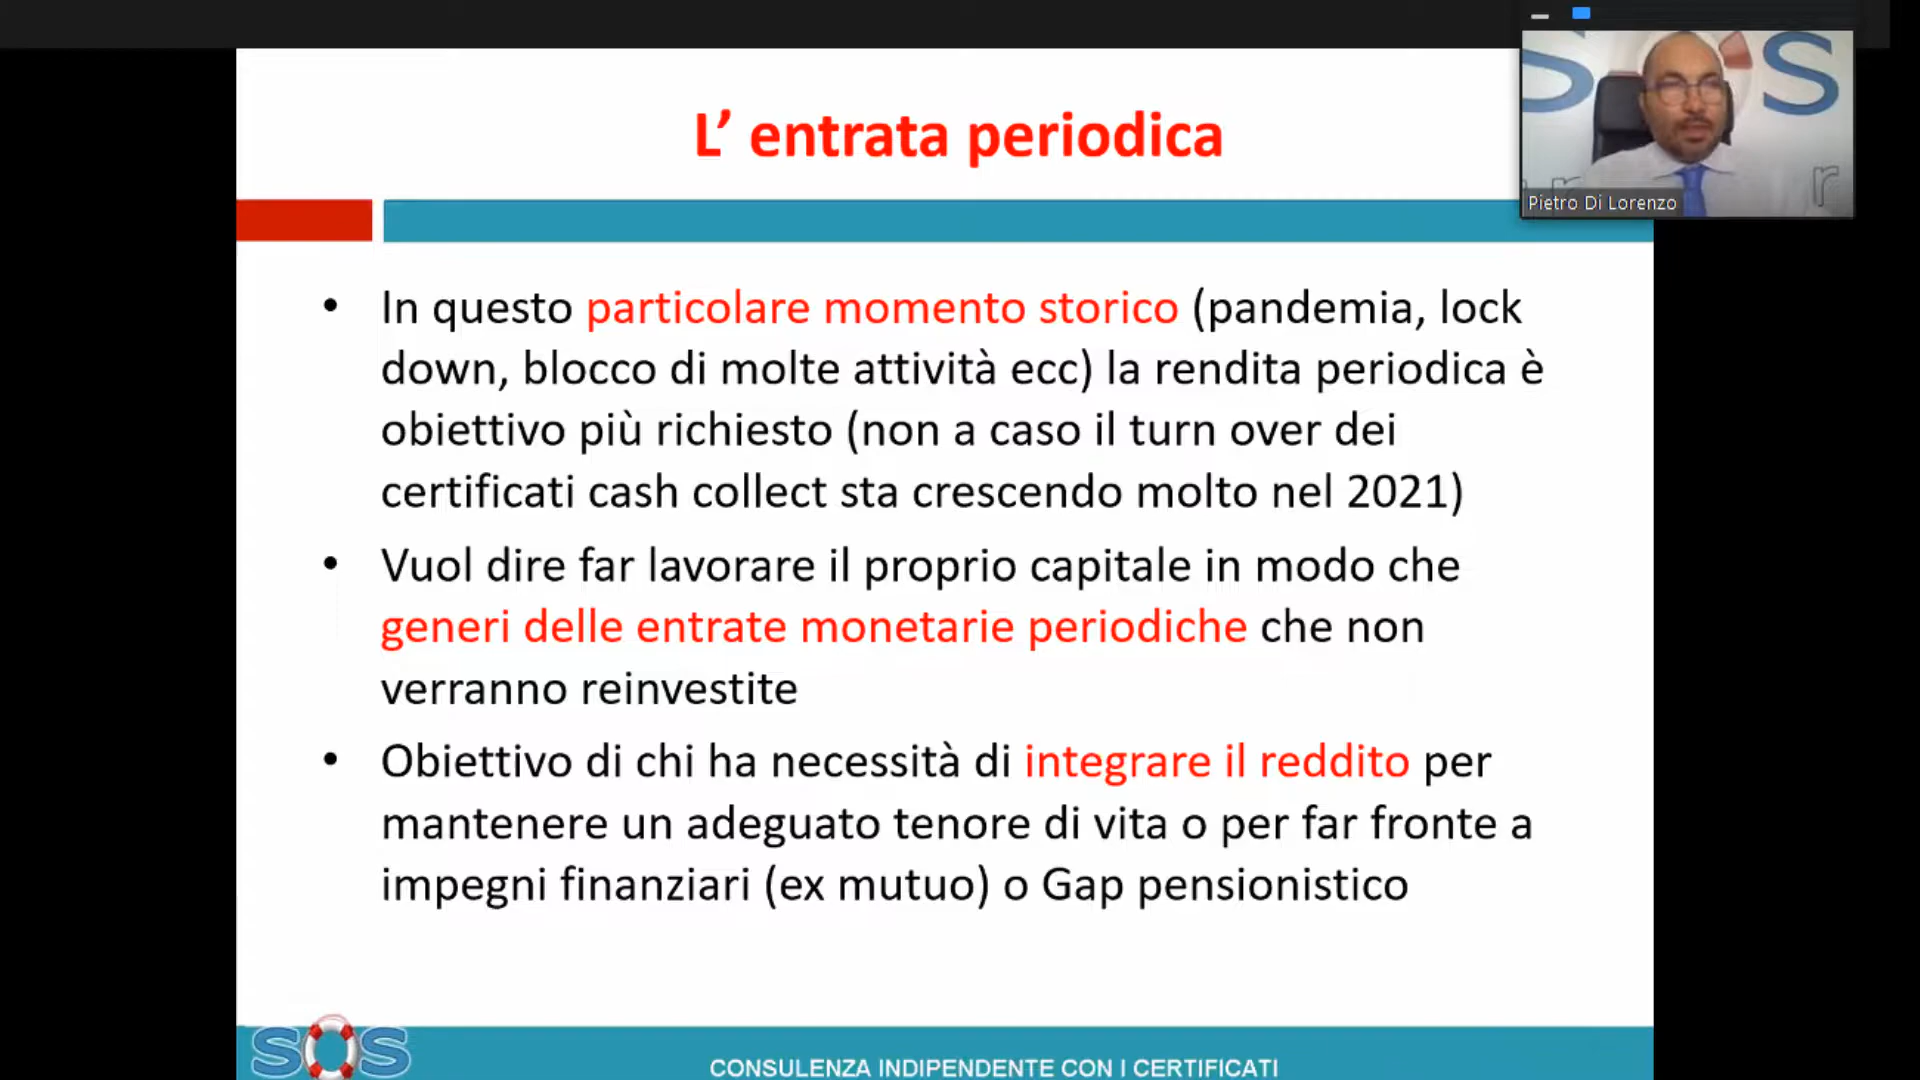 L’ entrata periodica
SOS
r
Pietro Di Lorenzo
• In questo particolare momento storico (pandemia, lock
down, blocco di molte attività ecc) la rendita periodica è
obiettivo più richiesto (non a caso il turn over dei
certificati cash collect sta crescendo molto nel 2021)
• Vuol dire far lavorare il proprio capitale in modo che
generi delle entrate monetarie periodiche che non
verranno reinvestite
• Obiettivo di chi ha necessità di integrare il reddito per
mantenere un adeguato tenore di vita o per far fronte a
impegni finanziari (ex mutuo) o Gap pensionistico
SOS
CONSULENZA INDIPENDENTE CON I CERTIFICATI